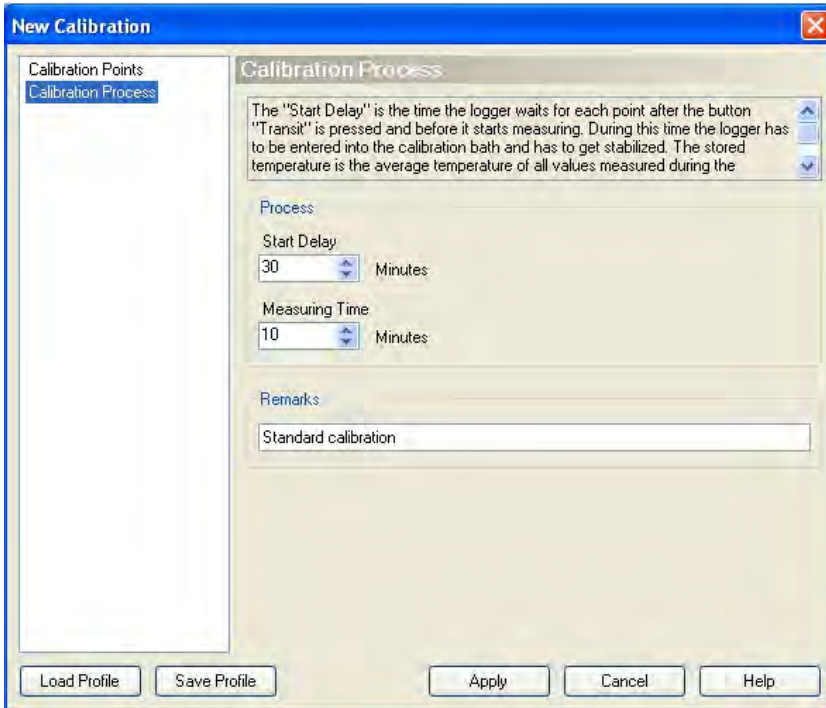 New Calibration
Calibration Points
Calibration Process
Calibration Process
The "Start Delay" is the time the logger waits for each point after the button
"Transit" is pressed and before it starts measuring. During this time the logger has
to be entered into the calibration bath and has to get stabilized. The stored
temperature is the average temperature of all values measured during the
Process
Start Delay
30 Minutes
Measuring Time
10 Minutes
Remarks
Standard calibration
Load Profile Save Profile Apply Cancel Help